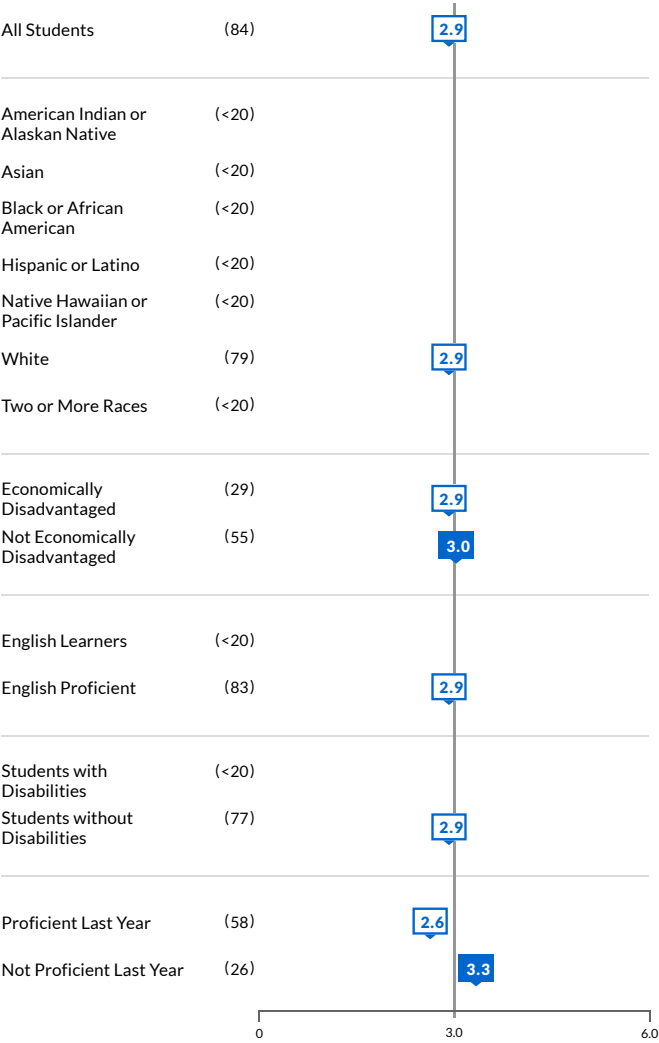 All Students (84) 2.9
American Indian or (<20)
Alaskan Native
Asian (<20)
Black or African (<20)
American
Hispanic or Latino (<20)
Native Hawaiian or (<20)
Pacific Islander
White (79) 2.9
Two or More Races (<20)
Economically (29) 2.9
Disadvantaged
Not Economically (55) 3.0
Disadvantaged
English Learners (<20)
English Proficient (83) 2.9
Students with (<20)
Disabilities
Students without (77) 2.9
Disabilities
Proficient Last Year (58) 2.6
Not Proficient Last Year (26) 3.3
0 3.0 6.0